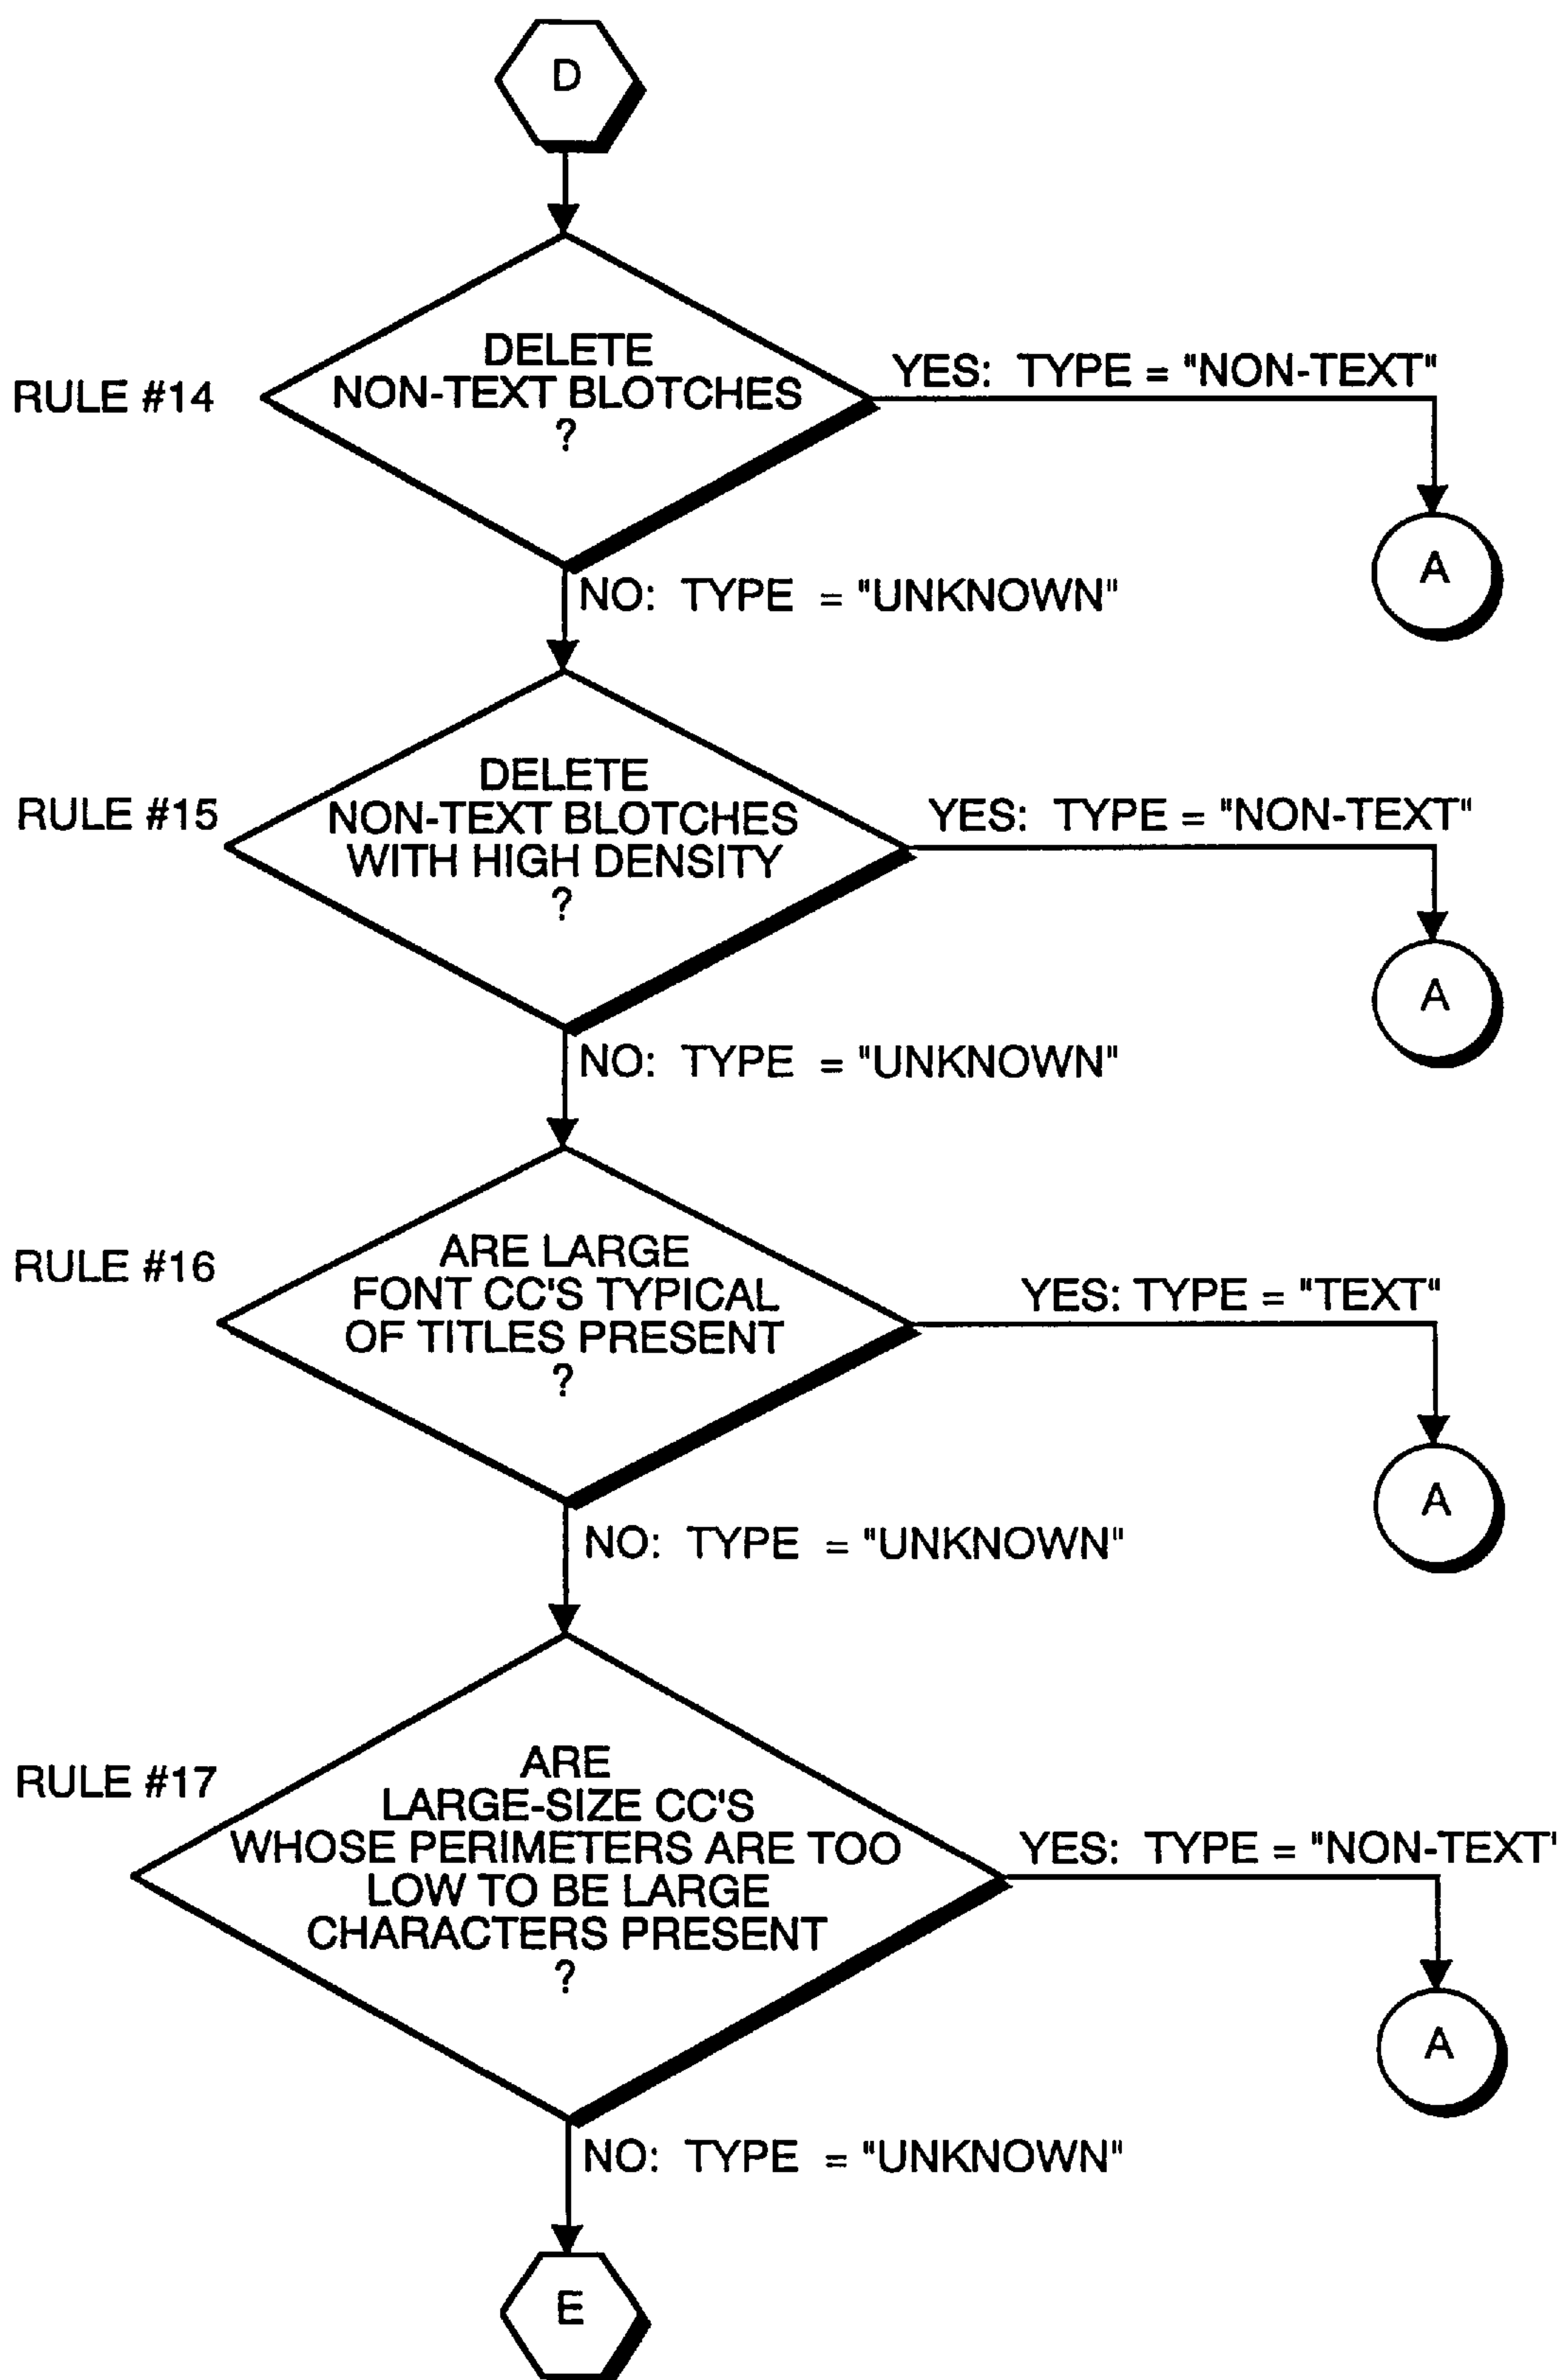 D
DELETE
RULE #14
NON-TEXT BLOTCHES
?
YES: TYPE = "NON-TEXT"
A
NO: TYPE = "UNKNOWN"
DELETE
RULE #15
NON-TEXT BLOTCHES
WITH HIGH DENSITY
?
YES: TYPE = "NON-TEXT"
A
NO: TYPE = "UNKNOWN"
RULE #16
ARE LARGE
FONT CC'S TYPICAL
OF TITLES PRESENT
?
YES: TYPE = "TEXT"
A
NO: TYPE = "UNKNOWN"
RULE #17
ARE
LARGE-SIZE CC'S
WHOSE PERIMETERS ARE TOO
LOW TO BE LARGE
CHARACTERS PRESENT
?
YES: TYPE = "NON-TEXT'
A
NO: TYPE = "UNKNOWN"
E